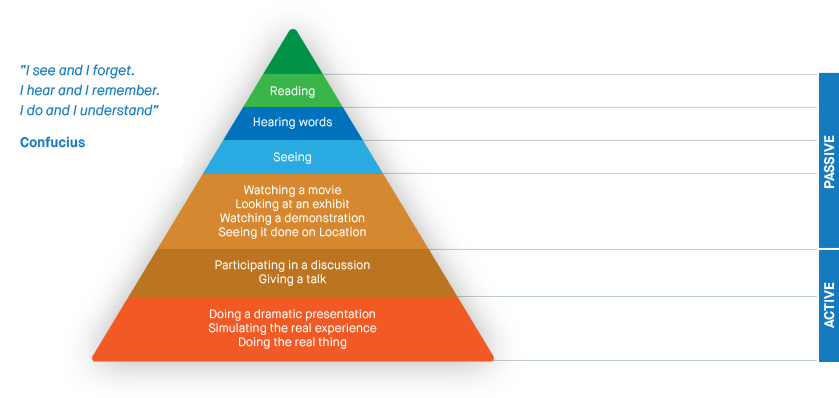 "I see and I forget.
I hear and I remember.
I do and I understand"
Confucius
Reading
Hearing words
Seeing
Watching a movie
Looking at an exhibit
Watching a demonstration
Seeing it done on Location
Participating in a discussion
Giving a talk
Doing a dramatic presentation
Simulating the real experience
Doing the real thing
PASSIVE
ACTIVE